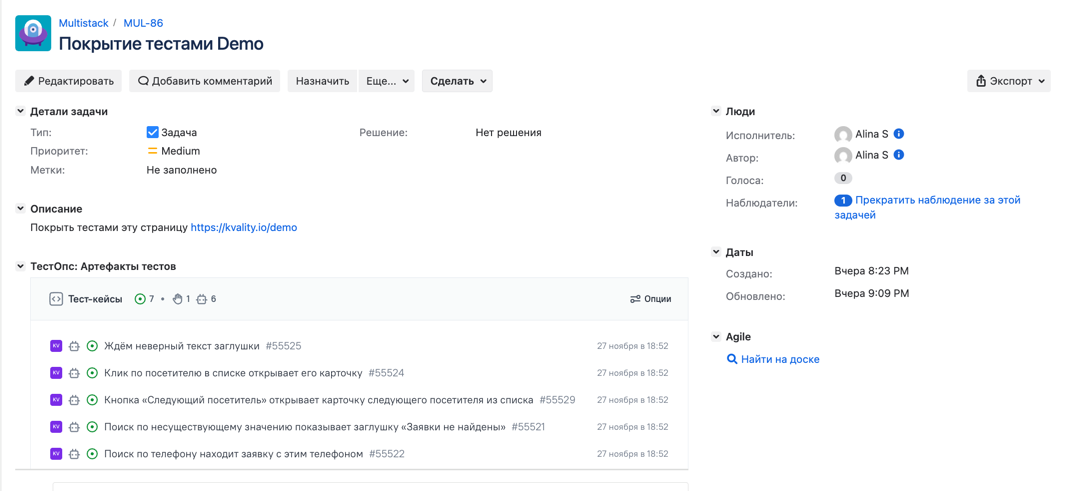 Multistack / MUL-86
Покрытие тестами Demo
Редактировать
Добавить комментарий
Назначить
Еще...
Сделать
Экспорт
Детали задачи
Тип: Задача
Решение: Нет решения
Приоритет: Medium
Метки: Не заполнено
Описание
Покрыть тестами эту страницу https://kvality.io/demo
ТестОпс: Артефакты тестов
Тест-кейсы 7 • 1 6
Опции
KV Ждём неверный текст заглушки #55525 27 ноября в 18:52
KV Клик по посетителю в списке открывает его карточку #55524 27 ноября в 18:52
KV Кнопка «Следующий посетитель» открывает карточку следующего посетителя из списка #55529 27 ноября в 18:52
KV Поиск по несуществующему значению показывает заглушку «Заявки не найдены» #55521 27 ноября в 18:52
KV Поиск по телефону находит заявку с этим телефоном #55522 27 ноября в 18:52
Люди
Исполнитель: Alina S
Автор: Alina S
Голоса: 0
Наблюдатели: 1 Прекратить наблюдение за этой
задачей
Даты
Создано: Вчера 8:23 PM
Обновлено: Вчера 9:09 PM
Agile
Найти на доске